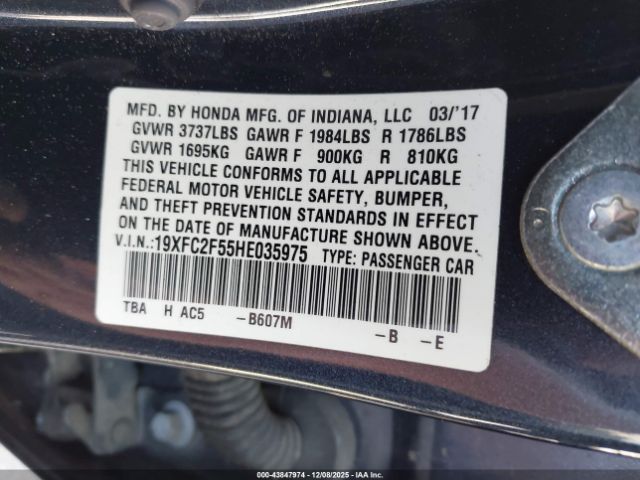 MFD. BY HONDA MFG. OF INDIANA, LLC 03/'17
GVWR 3737LBS GAWR F 1984LBS R 1786LBS
GVWR 1695KG GAWR F 900KG R 810KG
THIS VEHICLE CONFORMS TO ALL APPLICABLE
FEDERAL MOTOR VEHICLE SAFETY, BUMPER,
AND THEFT PREVENTION STANDARDS IN EFFECT
ON THE DATE OF MANUFACTURE SHOWN ABOVE.
V.I.N.:19XFC2F55HE035975 TYPE: PASSENGER CAR
TBA H AC5 -B607M -B -E
000-43847974 | 12/08/2025 - IAA Inc.